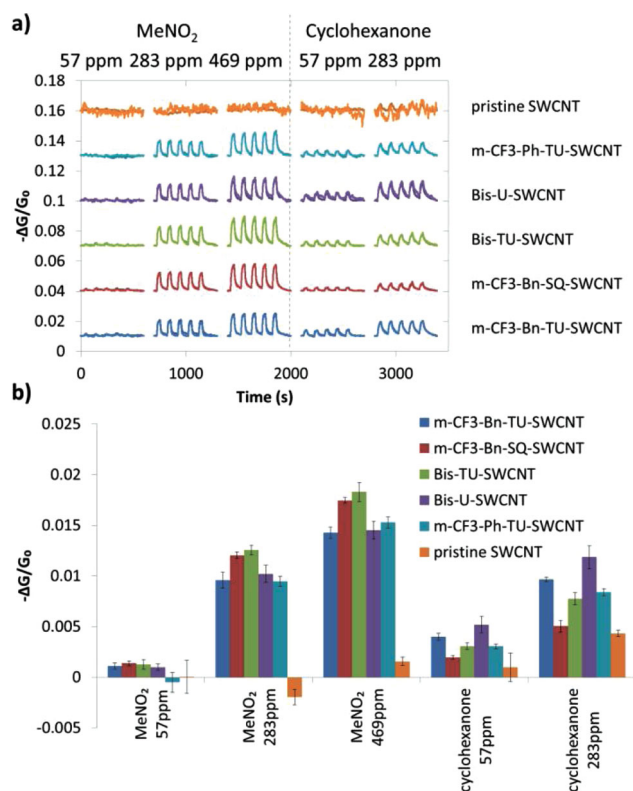 a)
MeNO₂ Cyclohexanone
57 ppm 283 ppm 469 ppm 57 ppm 283 ppm
0.18
0.16
0.14
0.12
0.1
0.08
0.06
0.04
0.02
0
-ΔG/G₀
pristine SWCNT
m-CF3-Ph-TU-SWCNT
Bis-U-SWCNT
Bis-TU-SWCNT
m-CF3-Bn-SQ-SWCNT
m-CF3-Bn-TU-SWCNT
0 1000 2000 3000
Time (s)
b)
0.025
0.02
0.015
0.01
0.005
0
-0.005
-ΔG/G₀
m-CF3-Bn-TU-SWCNT
m-CF3-Bn-SQ-SWCNT
Bis-TU-SWCNT
Bis-U-SWCNT
m-CF3-Ph-TU-SWCNT
pristine SWCNT
MeNO₂
57ppm
MeNO₂
283ppm
MeNO₂
469ppm
cyclohexanone
57ppm
cyclohexanone
283ppm